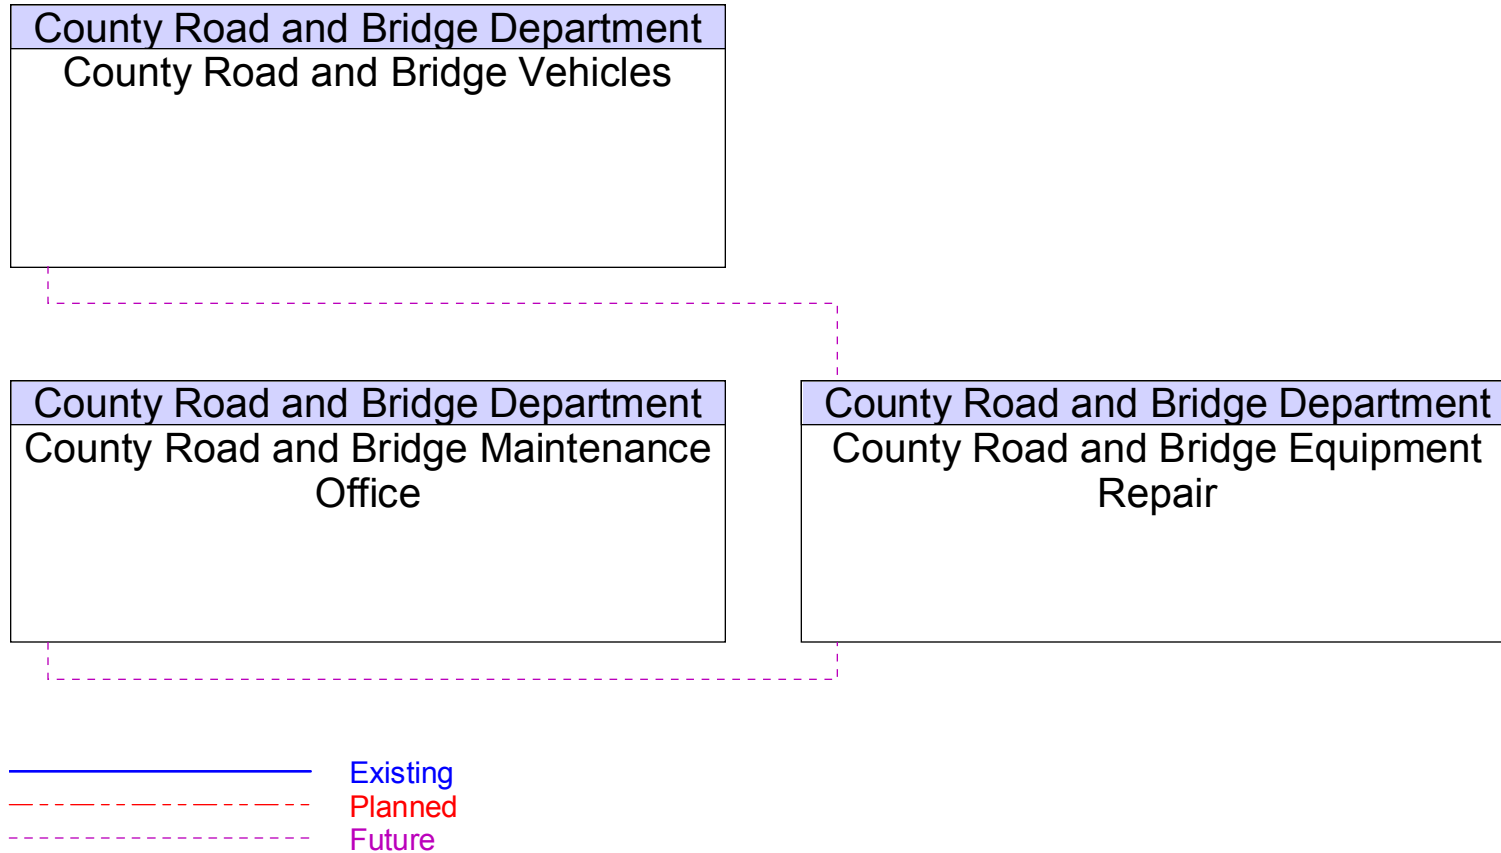 County Road and Bridge Department
County Road and Bridge Vehicles
County Road and Bridge Department
County Road and Bridge Maintenance
Office
County Road and Bridge Department
County Road and Bridge Equipment
Repair
Existing
Planned
Future